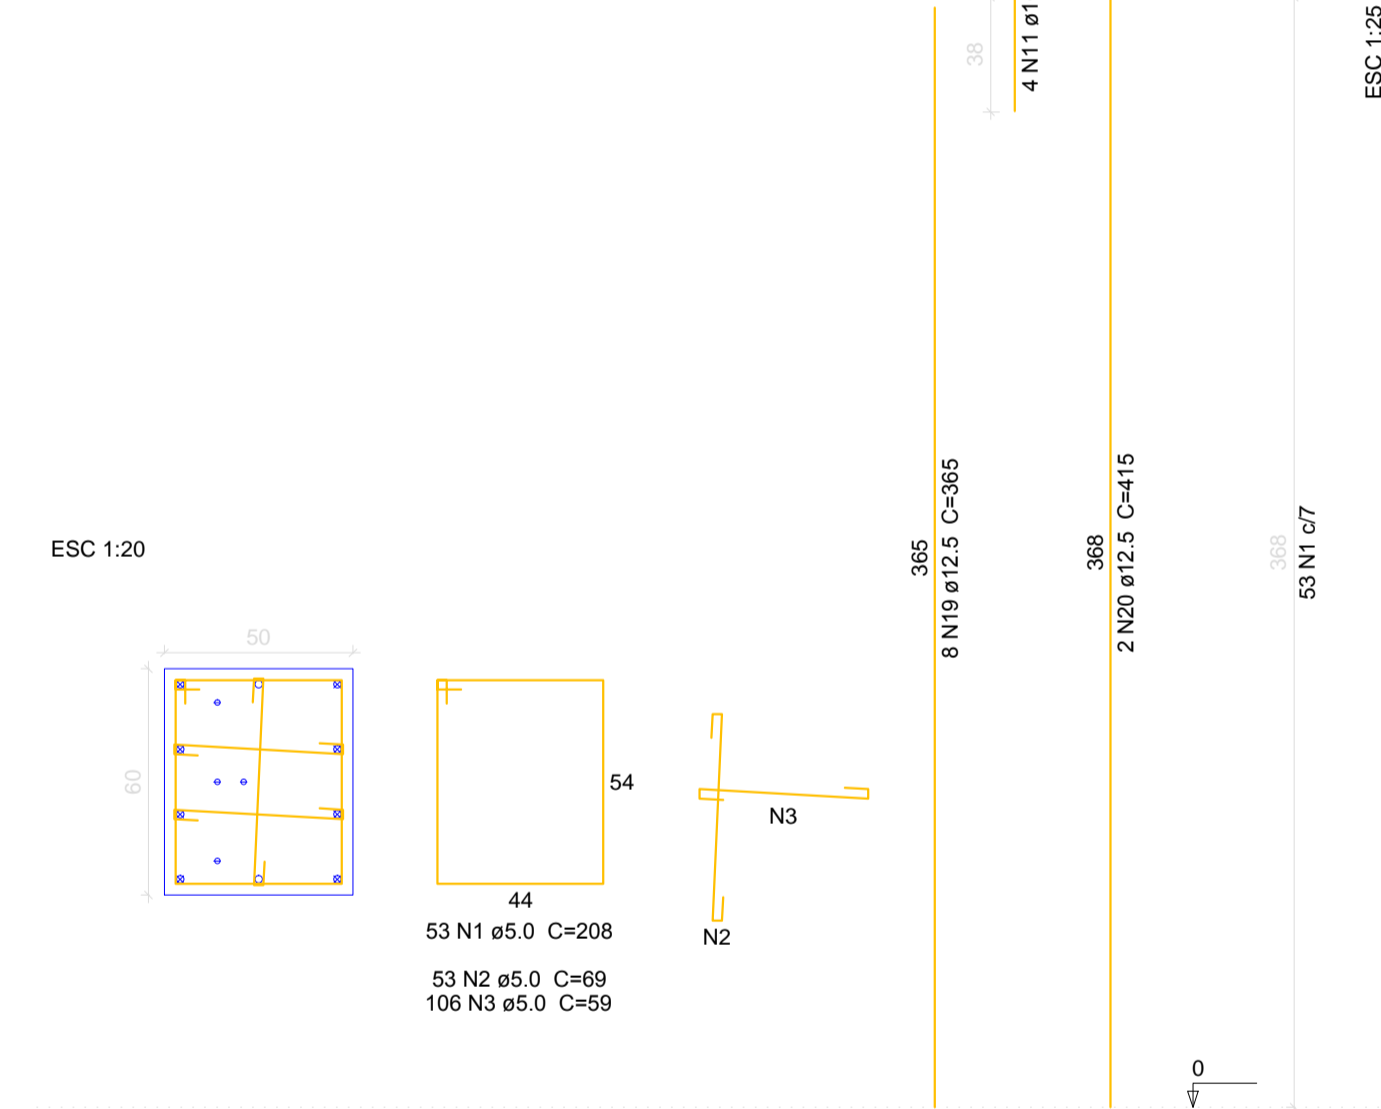 ESC 1:20
50
60
54
44
53 N1 ø5.0 C=208
53 N2 ø5.0 C=69
106 N3 ø5.0 C=59
N3
N2
365
8 N19 ø12.5 C=365
38
4 N11 ø1
368
2 N20 ø12.5 C=415
368
53 N1 c/7
ESC 1:25
0